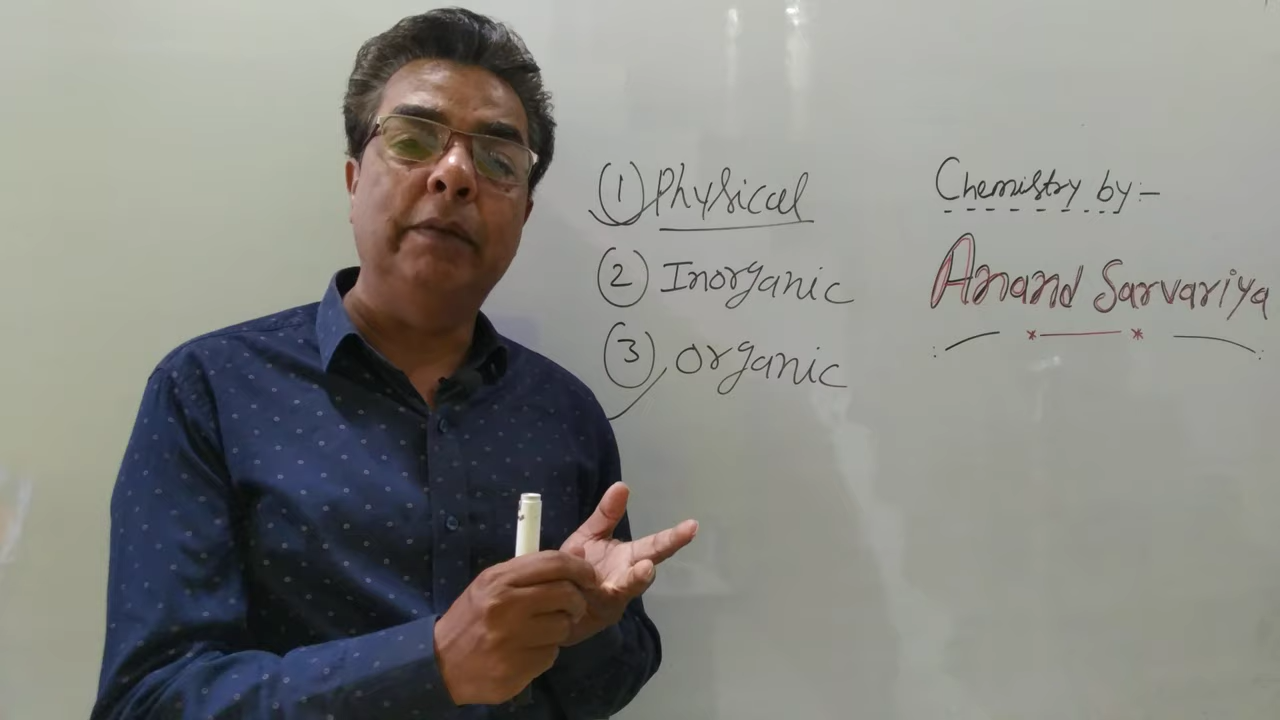 ① Physical
② Inorganic
③ Organic
Chemistry by:-
Anand Sarvariya